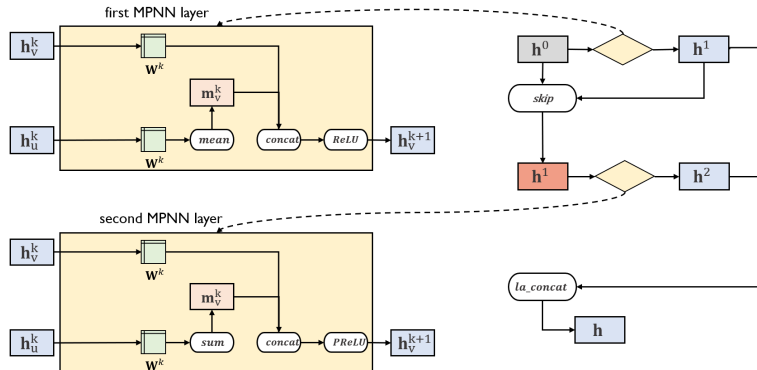 first MPNN layer
h_v^k
W^k
m_v^k
h_u^k
W^k
mean
concat
ReLU
h_v^{k+1}
second MPNN layer
h_v^k
W^k
m_v^k
h_u^k
W^k
sum
concat
PReLU
h_v^{k+1}
h^0
h^1
skip
h^1
h^2
la_concat
h